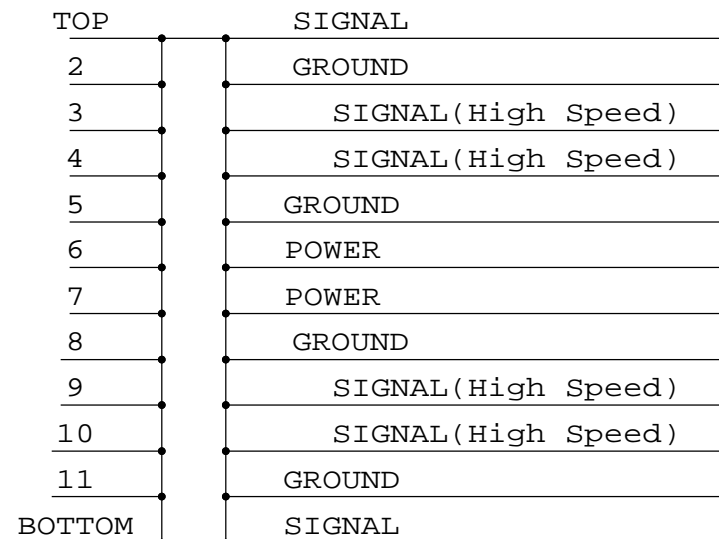 TOP SIGNAL
2 GROUND
3 SIGNAL(High Speed)
4 SIGNAL(High Speed)
5 GROUND
6 POWER
7 POWER
8 GROUND
9 SIGNAL(High Speed)
10 SIGNAL(High Speed)
11 GROUND
BOTTOM SIGNAL